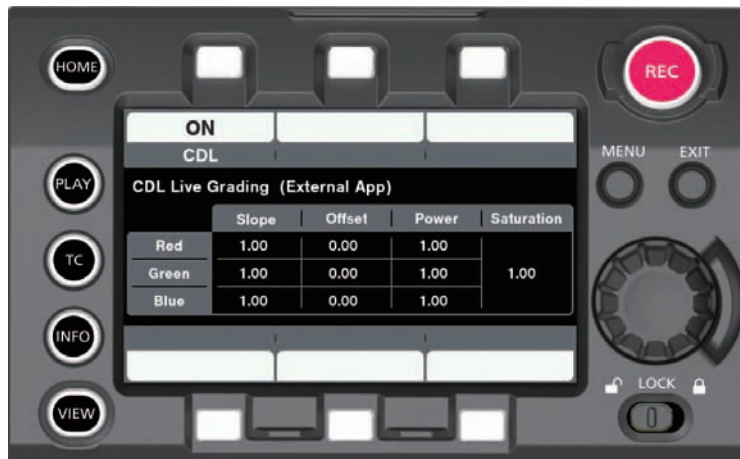 HOME
REC
ON
CDL
MENU EXIT
PLAY
CDL Live Grading (External App)
Slope Offset Power Saturation
Red 1.00 0.00 1.00
TC
Green 1.00 0.00 1.00 1.00
Blue 1.00 0.00 1.00
INFO
LOCK
VIEW